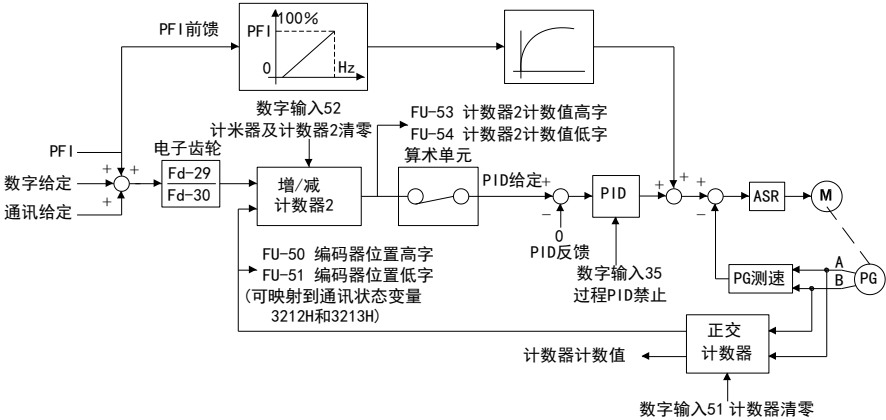 PFI前馈
PFI
100%
0
Hz
数字输入52
计米器及计数器2清零
FU-53 计数器2计数值高字
FU-54 计数器2计数值低字
PFI
电子齿轮
算术单元
数字给定
通讯给定
+
+
+
+
Fd-29
Fd-30
增/减
计数器2
PID给定
+
−
0
PID反馈
PID
+
+
+
−
ASR
M
FU-50 编码器位置高字
FU-51 编码器位置低字
(可映射到通讯状态变量
3212H和3213H)
数字输入35
过程PID禁止
PG测速
A
B
PG
正交
计数器
计数器计数值
数字输入51 计数器清零